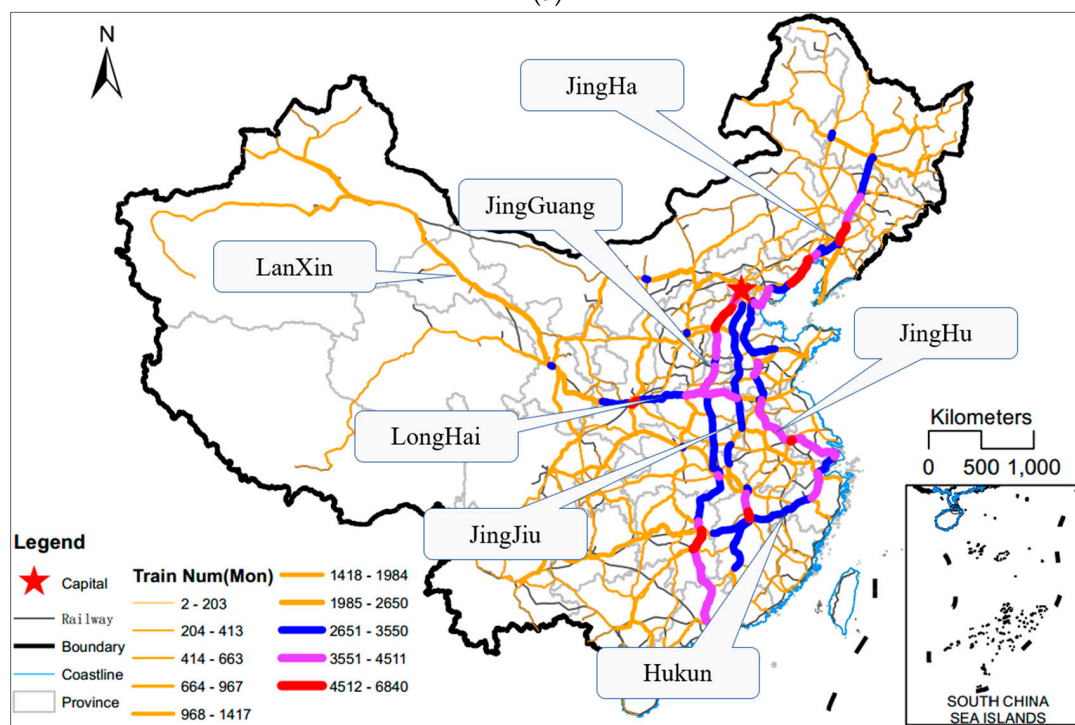 N
JingHa
JingGuang
LanXin
JingHu
LongHai
Kilometers
0 500 1,000
JingJiu
Hukun
Legend
Capital
Railway
Boundary
Coastline
Province
Train Num(Mon)
2 - 203
204 - 413
414 - 663
664 - 967
968 - 1417
1418 - 1984
1985 - 2650
2651 - 3550
3551 - 4511
4512 - 6840
SOUTH CHINA
SEA ISLANDS